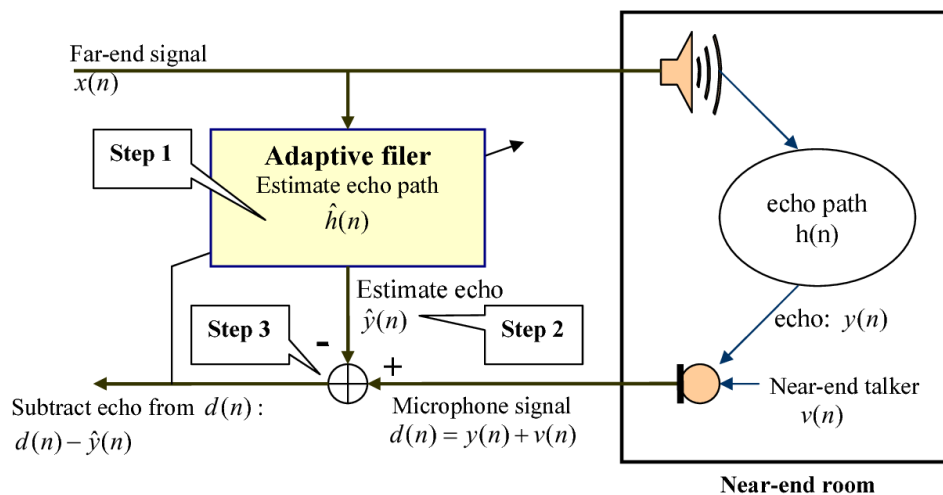 Far-end signal
x(n)
Step 1
Adaptive filer
Estimate echo path
ĥ(n)
echo path
h(n)
Estimate echo
ŷ(n)
Step 3
Step 2
echo: y(n)
-
+
Subtract echo from d(n) :
d(n) − ŷ(n)
Microphone signal
d(n) = y(n) + v(n)
Near-end talker
v(n)
Near-end room